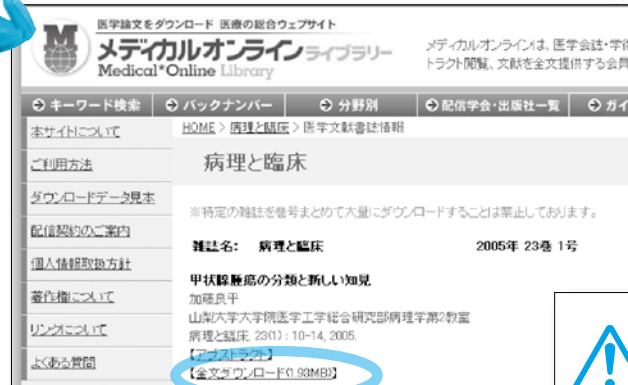 医学論文をダウンロード 医療の総合ウェブサイト
メディカルオンラインライブラリー
Medical*Online Library
メディカルオンラインは、医学会誌・学術
トラクト閲覧、文献を全文提供する会員
キーワード検索
バックナンバー
分野別
配信学会・出版社一覧
ガイ
本サイトについて
ご利用方法
ダウンロードデータ見本
配信契約のご案内
個人情報取扱方針
著作権について
リンクについて
よくある質問
HOME > 病理と臨床 > 医学文献書誌情報
病理と臨床
※特定の雑誌を巻号まとめて大量にダウンロードすることは禁止しております。
雑誌名: 病理と臨床 2005年 23巻 1号
甲状腺腫瘍の分類と新しい知見
加藤良平
山梨大学大学院医学工学総合研究部病理学第2教室
病理と臨床, 23(1) : 10-14, 2005.
【アブストラクト】
【全文ダウンロード(1.93MB)】